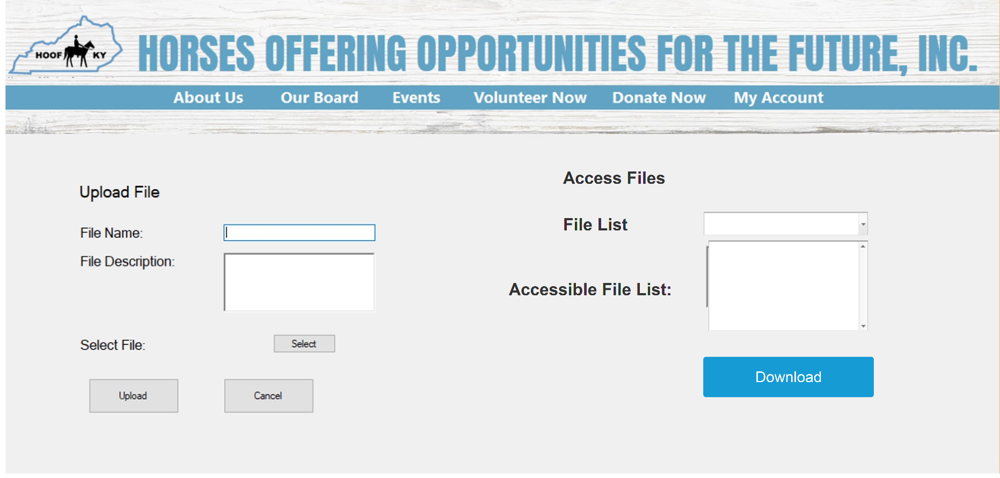 HOOF KY
HORSES OFFERING OPPORTUNITIES FOR THE FUTURE, INC.
About Us Our Board Events Volunteer Now Donate Now My Account
Upload File
File Name:
File Description:
Select File:
Select
Upload
Cancel
Access Files
File List
Accessible File List:
Download